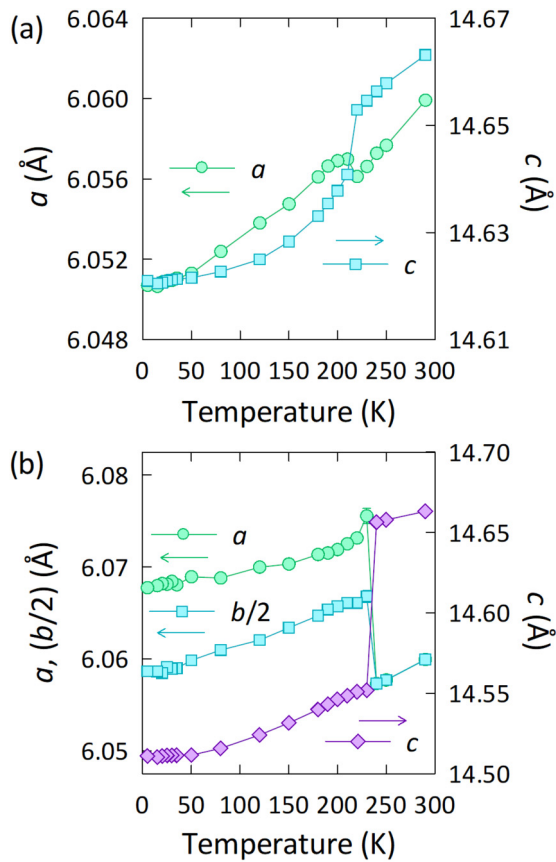 (a)
6.064
6.060
6.056
6.052
6.048
a (Å)
14.67
14.65
14.63
14.61
c (Å)
a
c
0 50 100 150 200 250 300
Temperature (K)
(b)
6.08
6.07
6.06
6.05
a, (b/2) (Å)
14.70
14.65
14.60
14.55
14.50
c (Å)
a
b/2
c
0 50 100 150 200 250 300
Temperature (K)